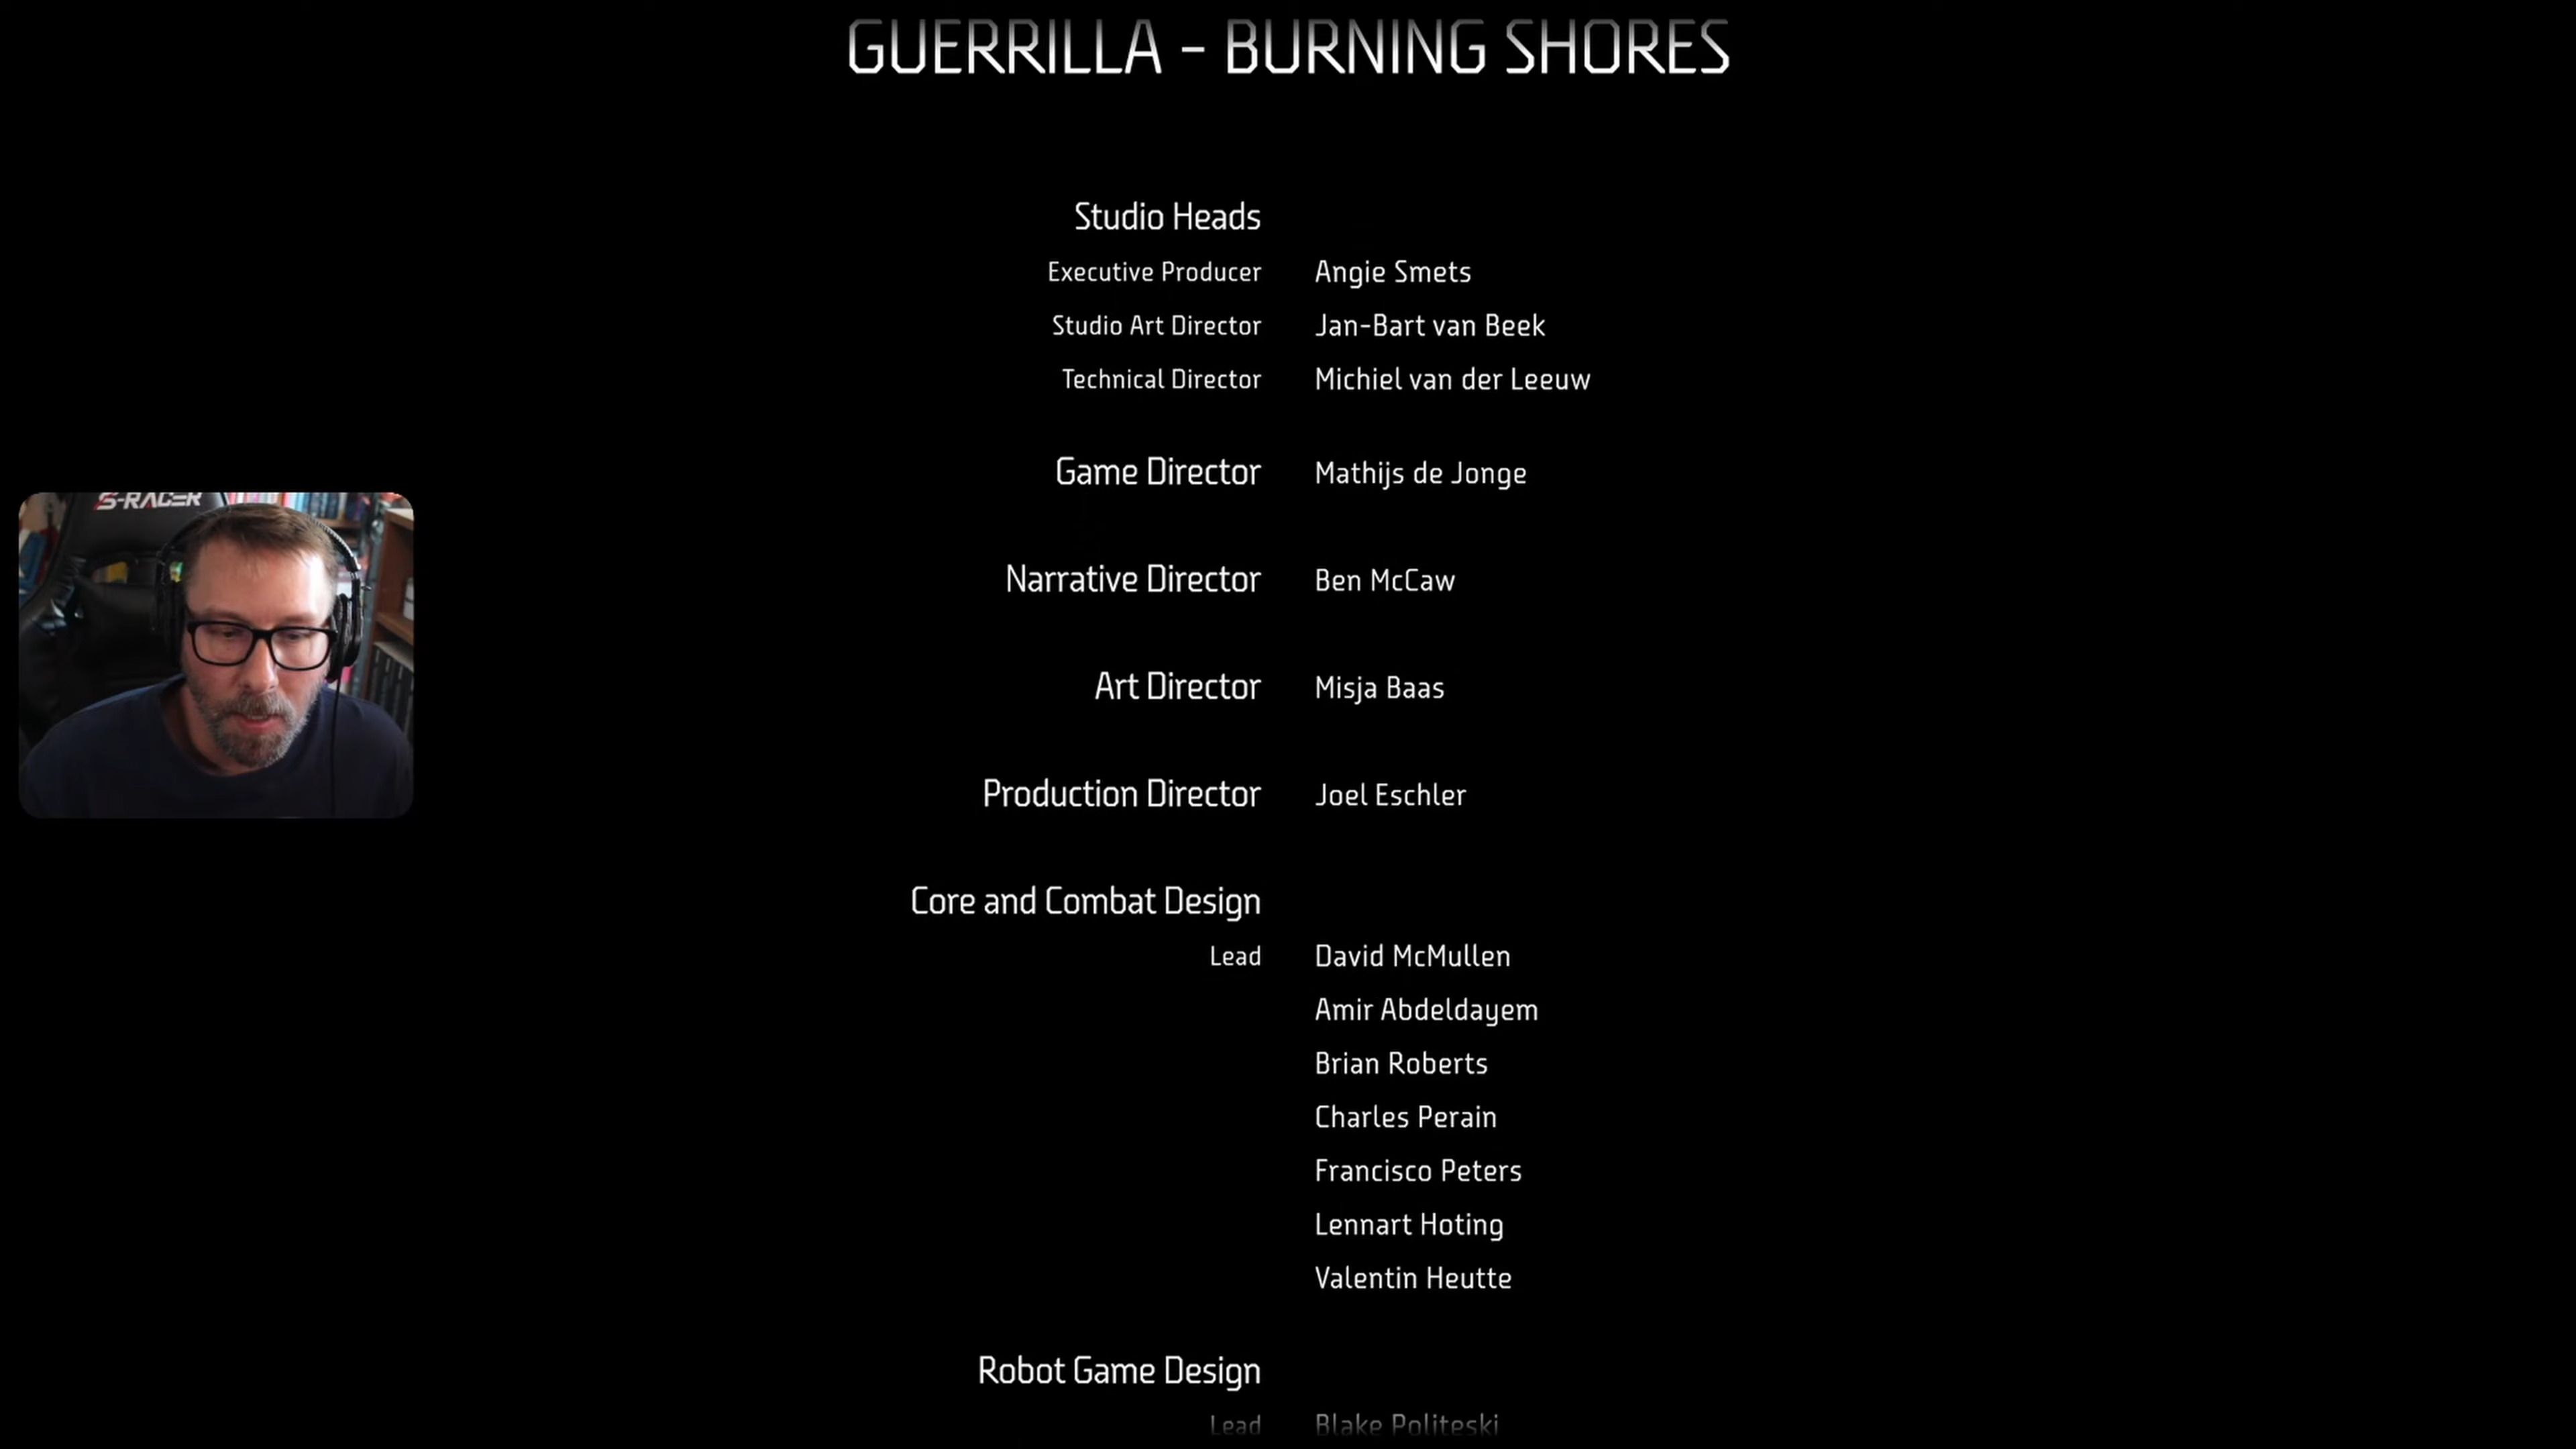 GUERRILLA - BURNING SHORES
Studio Heads
Executive Producer Angie Smets
Studio Art Director Jan-Bart van Beek
Technical Director Michiel van der Leeuw
Game Director Mathijs de Jonge
S-RACER
Narrative Director Ben McCaw
Art Director Misja Baas
Production Director Joel Eschler
Core and Combat Design
Lead David McMullen
Amir Abdeldayem
Brian Roberts
Charles Perain
Francisco Peters
Lennart Hoting
Valentin Heutte
Robot Game Design
Lead Blake Politeski